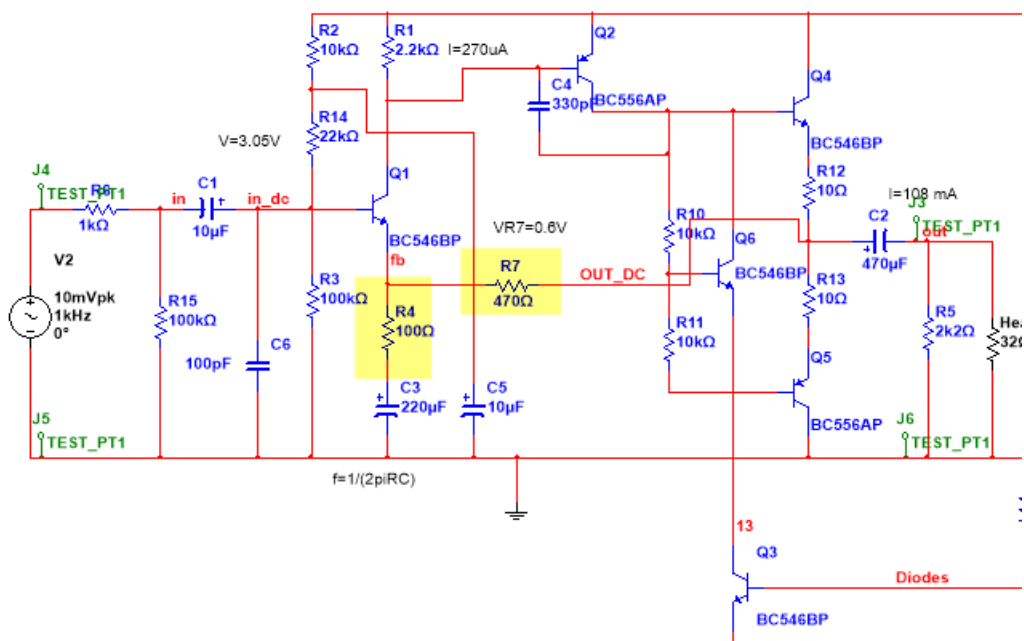 R2
10kΩ
R1
2.2kΩ
I=270uA
Q2
C4
330p
BC556AP
Q4
BC546BP
R14
22kΩ
V=3.05V
J4
TEST_PT1
R6
1kΩ
in
C1
10µF
in_dc
Q1
BC546BP
fb
VR7=0.6V
R7
470Ω
OUT_DC
R12
10Ω
I=108 mA
J3
TEST_PT1
out
C2
470µF
R10
10kΩ
Q6
BC546BP
V2
10mVpk
1kHz
0°
R15
100kΩ
R3
100kΩ
R4
100Ω
R13
10Ω
R5
2k2Ω
Hea
32Ω
C6
100pF
R11
10kΩ
Q5
BC556AP
C3
220µF
C5
10µF
J5
TEST_PT1
J6
TEST_PT1
f=1/(2piRC)
13
Q3
BC546BP
Diodes